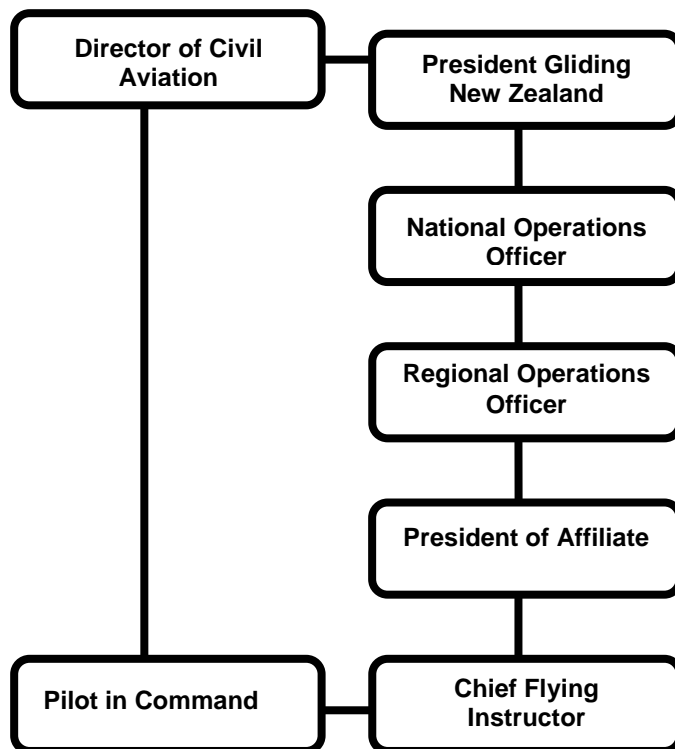 Director of Civil
Aviation
President Gliding
New Zealand
National Operations
Officer
Regional Operations
Officer
President of Affiliate
Pilot in Command
Chief Flying
Instructor